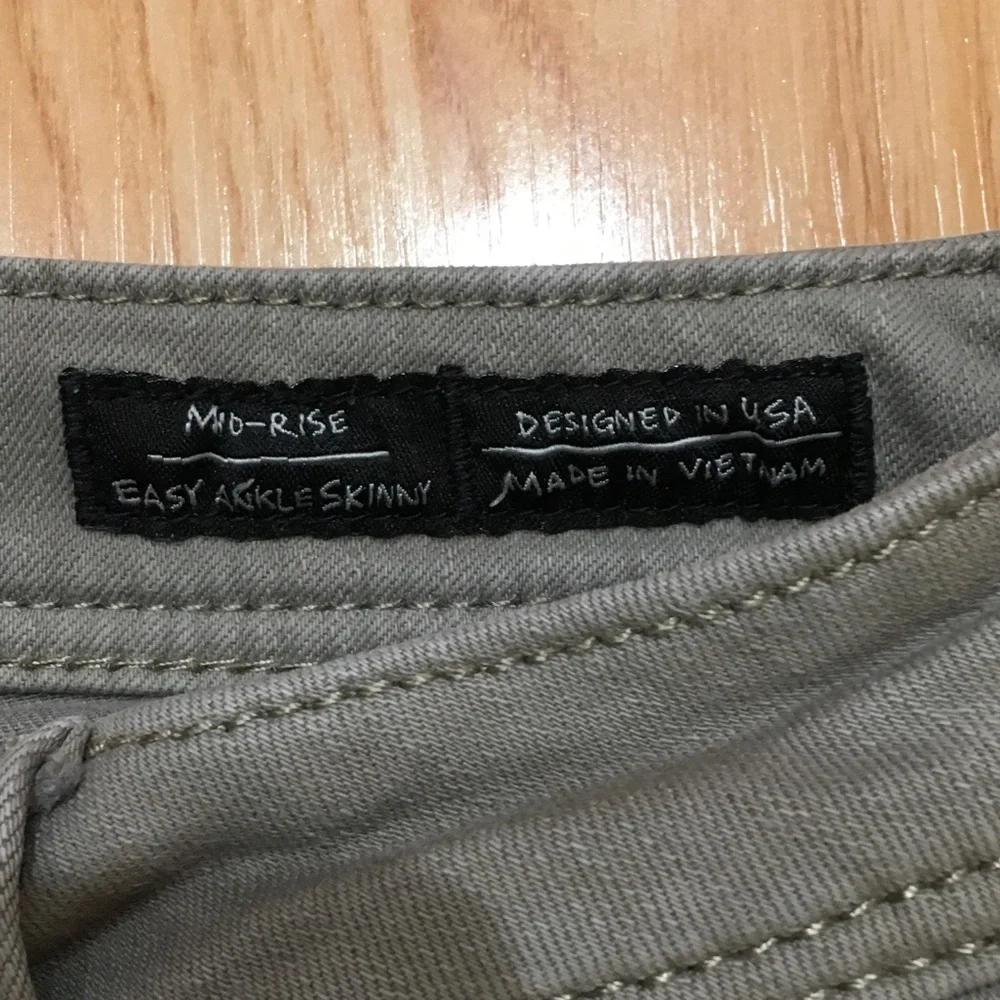 MID-RISE
EASY ANKLE SKINNY
DESIGNED IN USA
MADE IN VIETNAM